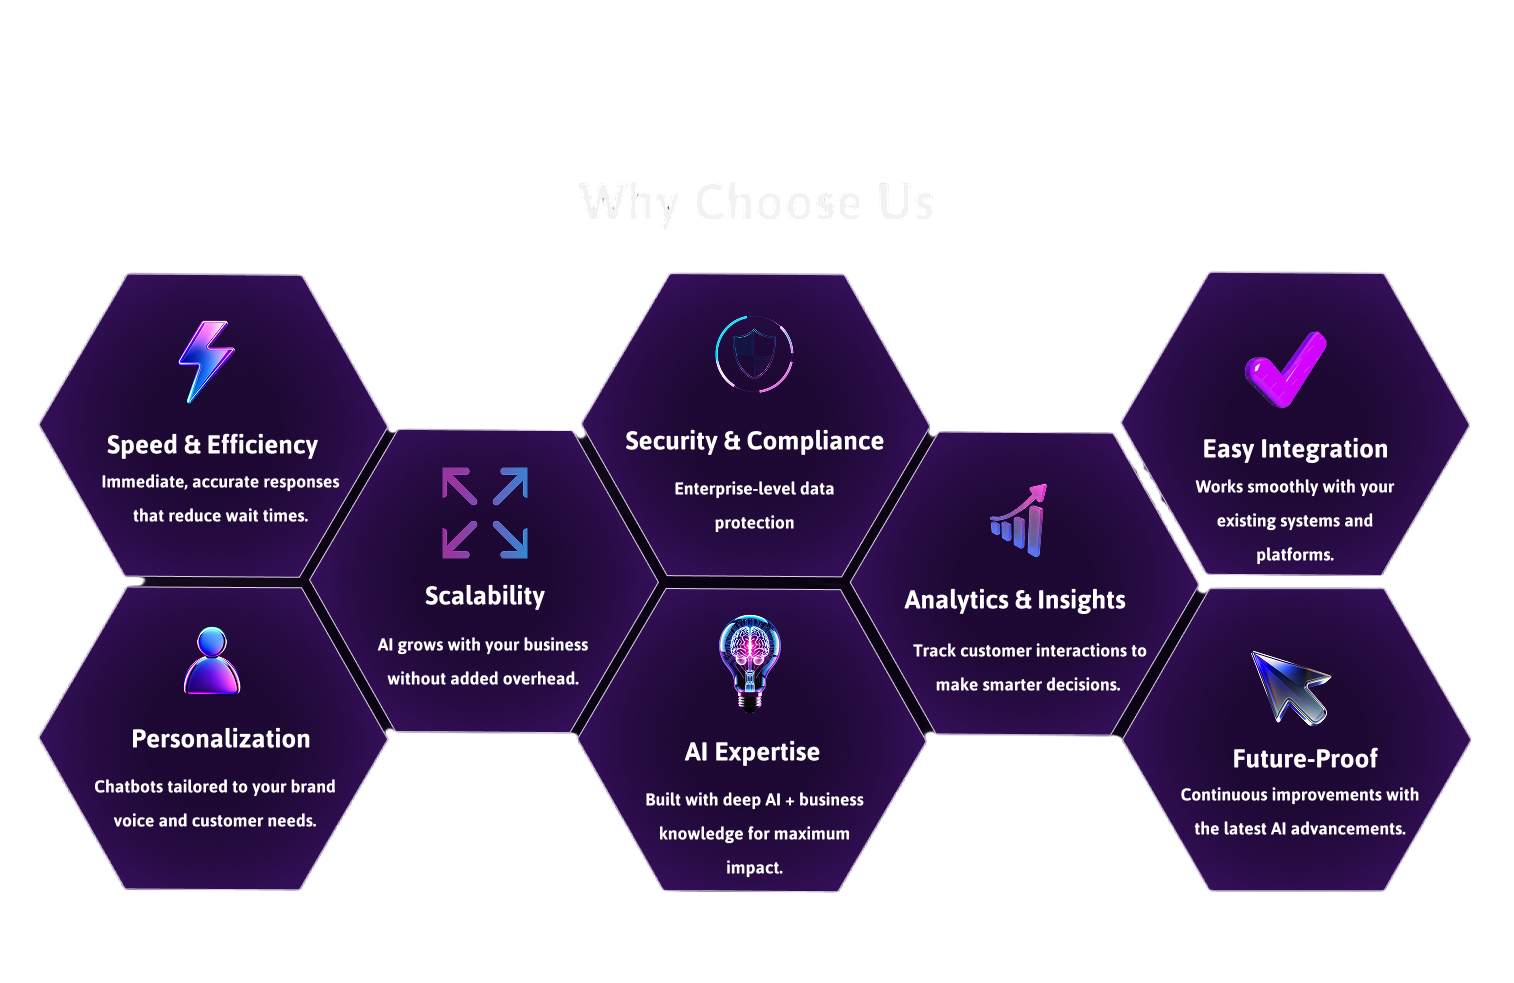 Why Choose Us
Speed & Efficiency
Immediate, accurate responses
that reduce wait times.
Security & Compliance
Enterprise-level data
protection
Easy Integration
Works smoothly with your
existing systems and
platforms.
Scalability
AI grows with your business
without added overhead.
Analytics & Insights
Track customer interactions to
make smarter decisions.
Personalization
Chatbots tailored to your brand
voice and customer needs.
AI Expertise
Built with deep AI + business
knowledge for maximum
impact.
Future-Proof
Continuous improvements with
the latest AI advancements.